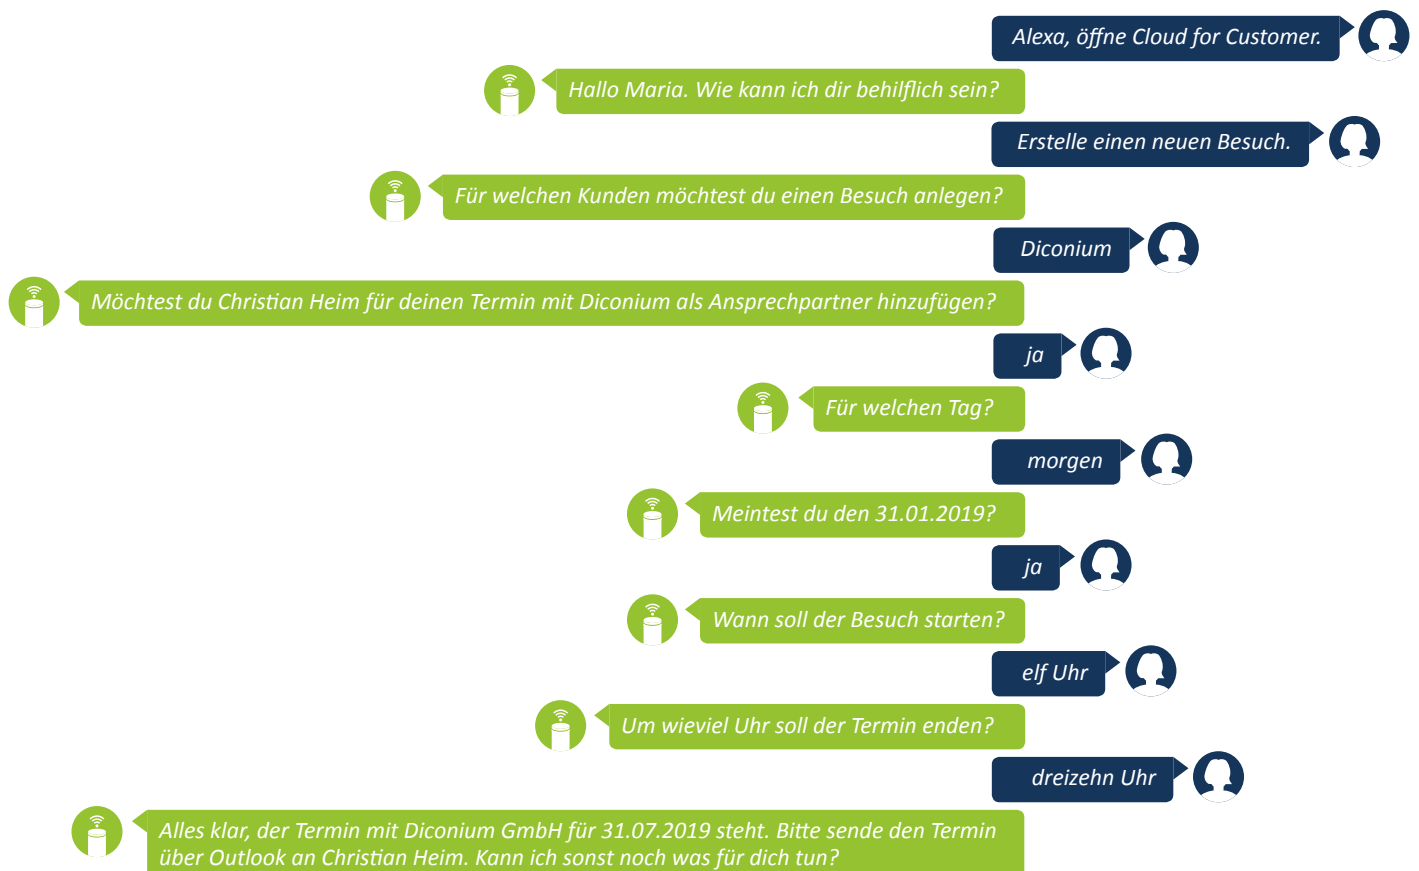 Alexa, öffne Cloud for Customer.
Hallo Maria. Wie kann ich dir behilflich sein?
Erstelle einen neuen Besuch.
Für welchen Kunden möchtest du einen Besuch anlegen?
Diconium
Möchtest du Christian Heim für deinen Termin mit Diconium als Ansprechpartner hinzufügen?
ja
Für welchen Tag?
morgen
Meintest du den 31.01.2019?
ja
Wann soll der Besuch starten?
elf Uhr
Um wieviel Uhr soll der Termin enden?
dreizehn Uhr
Alles klar, der Termin mit Diconium GmbH für 31.07.2019 steht. Bitte sende den Termin
über Outlook an Christian Heim. Kann ich sonst noch was für dich tun?